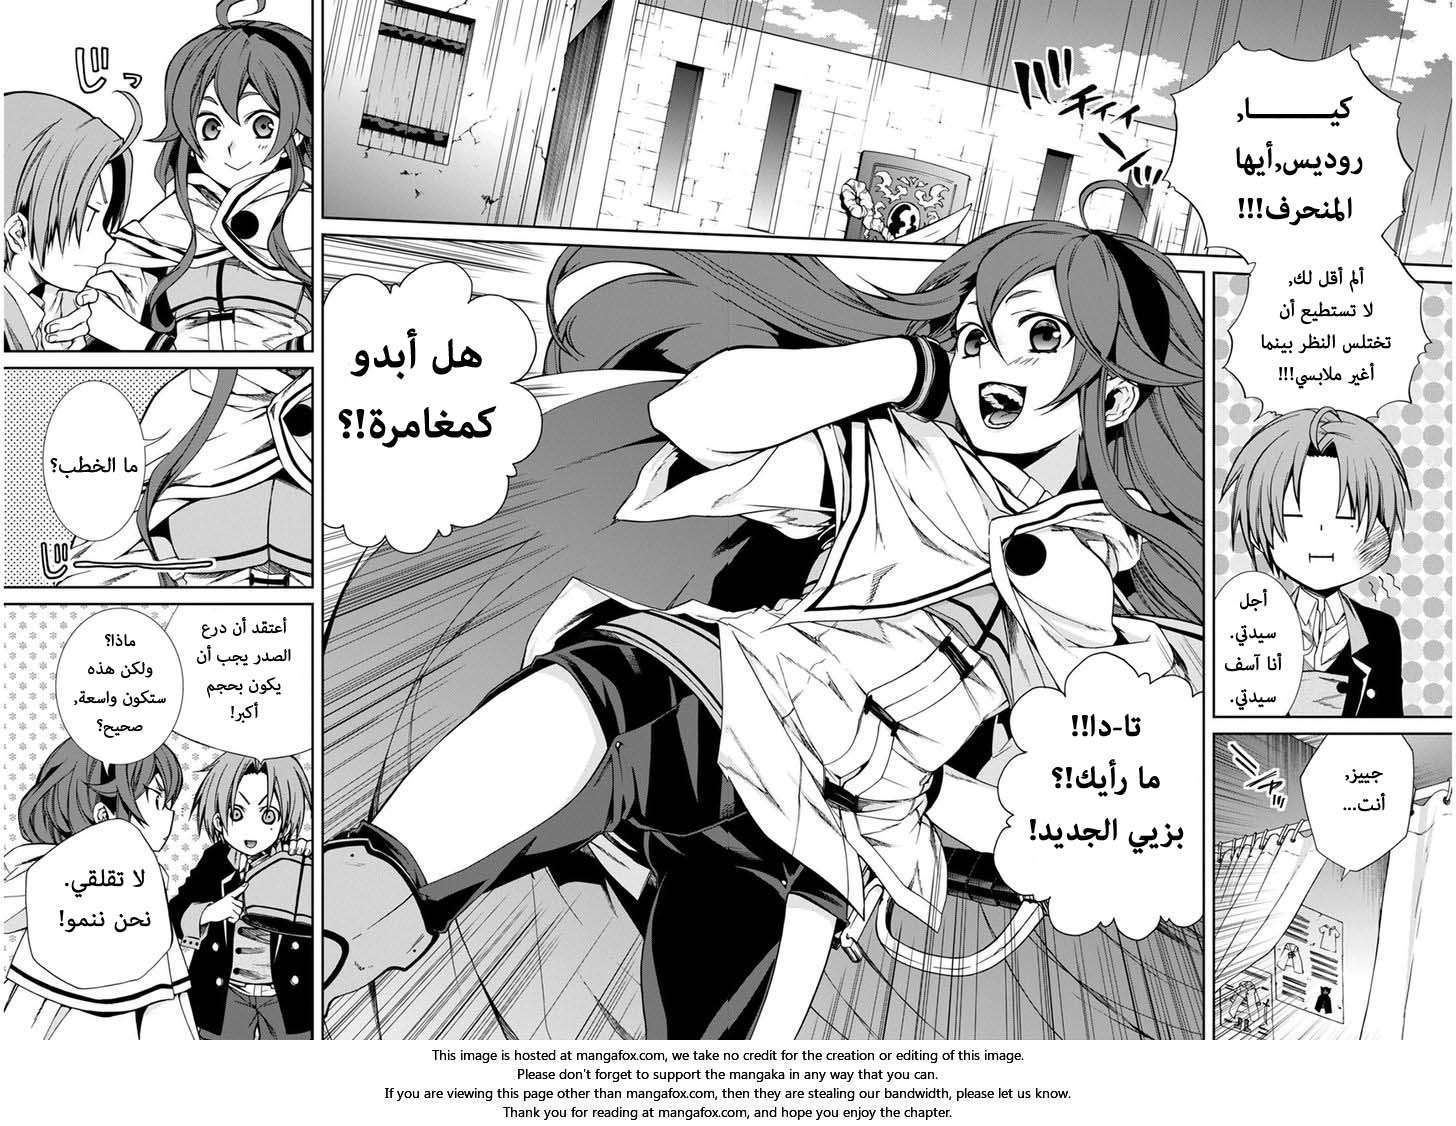 كيـــــــا,
روديس,أيها
المنحرف!!!
ألم أقل لك,
لا تستطيع أن
تختلس النظر بينما
أغير ملابسي!!!
أجل
سيدتي.
أنا آسف
سيدتي.
جييز,
أنت...
تا-دا!!
ما رأيك!؟
بزيي الجديد!
هل أبدو
كمغامرة!؟
じっ
ما الخطب؟
じー
أعتقد أن درع
الصدر يجب أن
يكون بحجم
أكبر!
ماذا؟
ولكن هذه
ستكون واسعة,
صحيح؟
لا تقلقي.
نحن ننمو!
This image is hosted at mangafox.com, we take no credit for the creation or editing of this image.
Please don't forget to support the mangaka in any way that you can.
If you are viewing this page other than mangafox.com, then they are stealing our bandwidth, please let us know.
Thank you for reading at mangafox.com, and hope you enjoy the chapter.